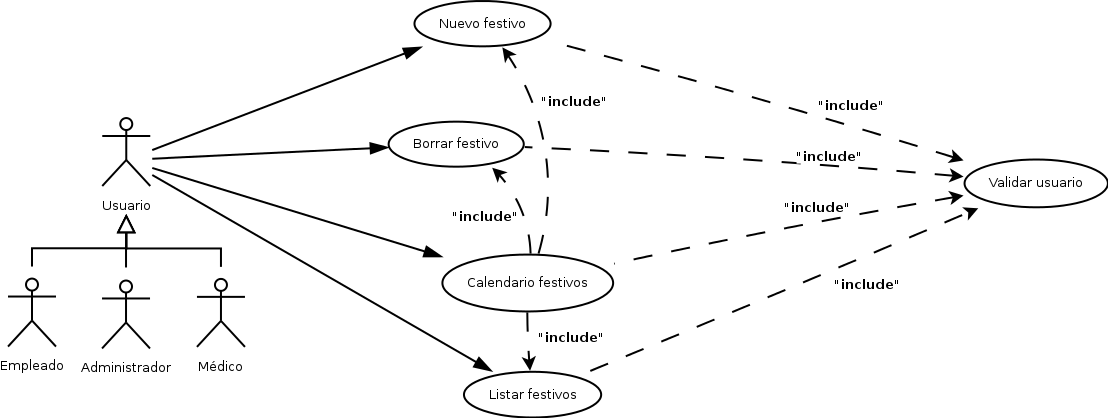 Nuevo festivo
"include"
"include"
Borrar festivo
"include"
Validar usuario
Usuario
"include"
"include"
Calendario festivos
"include"
"include"
Empleado
Administrador
Médico
Listar festivos